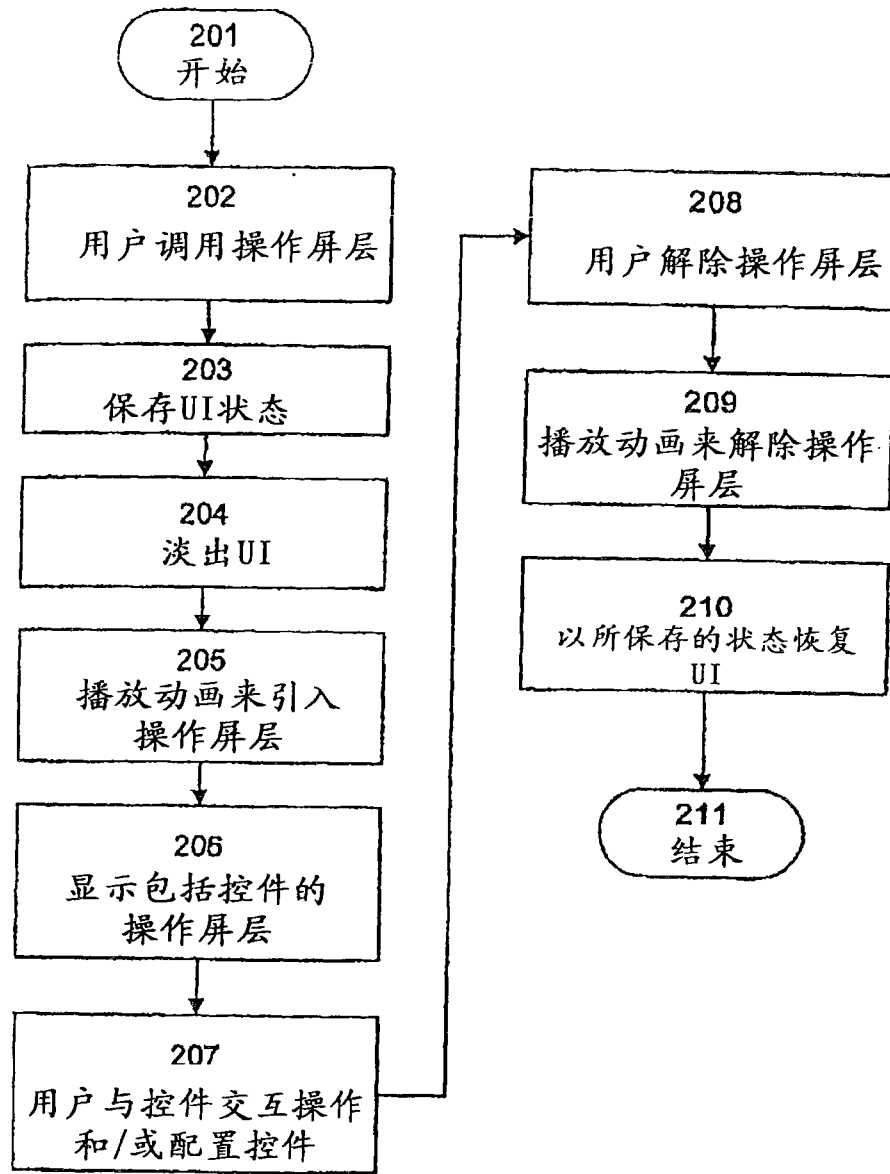 201
开始
202
用户调用操作屏层
203
保存UI状态
204
淡出UI
205
播放动画来引入
操作屏层
206
显示包括控件的
操作屏层
207
用户与控件交互操作
和/或配置控件
208
用户解除操作屏层
209
播放动画来解除操作
屏层
210
以所保存的状态恢复
UI
211
结束